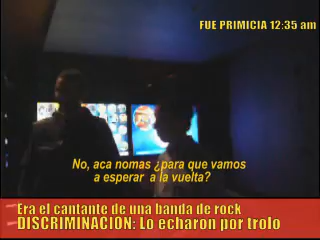 FUE PRIMICIA 12:35 am
No, aca nomas ¿para que vamos
a esperar a la vuelta?
Era el cantante de una banda de rock
DISCRIMINACIÓN: Lo echaron por trolo